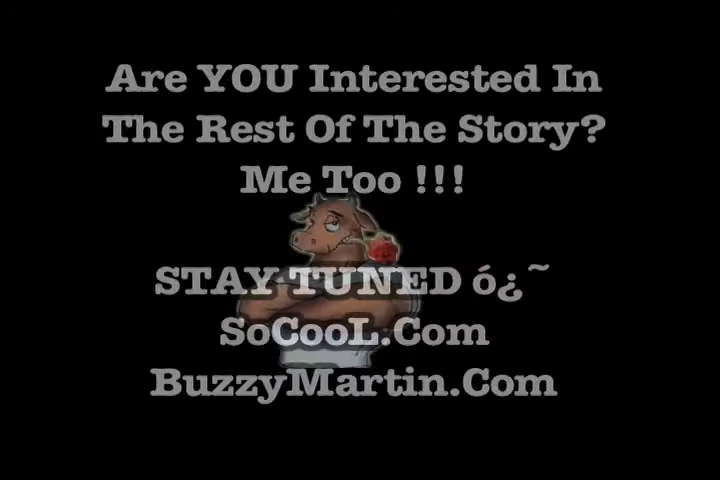 Are YOU Interested In
The Rest Of The Story?
Me Too !!!
STAY TUNED ó¿~
SoCooL.Com
BuzzyMartin.Com